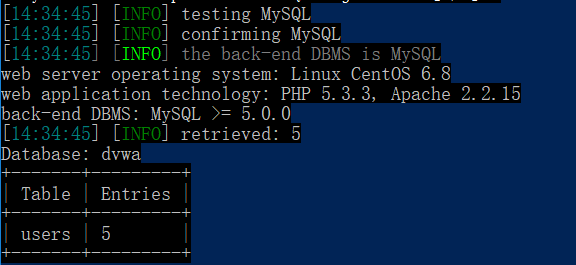 [14:34:45] [INFO] testing MySQL
[14:34:45] [INFO] confirming MySQL
[14:34:45] [INFO] the back-end DBMS is MySQL
web server operating system: Linux CentOS 6.8
web application technology: PHP 5.3.3, Apache 2.2.15
back-end DBMS: MySQL >= 5.0.0
[14:34:45] [INFO] retrieved: 5
Database: dvwa
+-------+---------+
| Table | Entries |
+-------+---------+
| users | 5       |
+-------+---------+